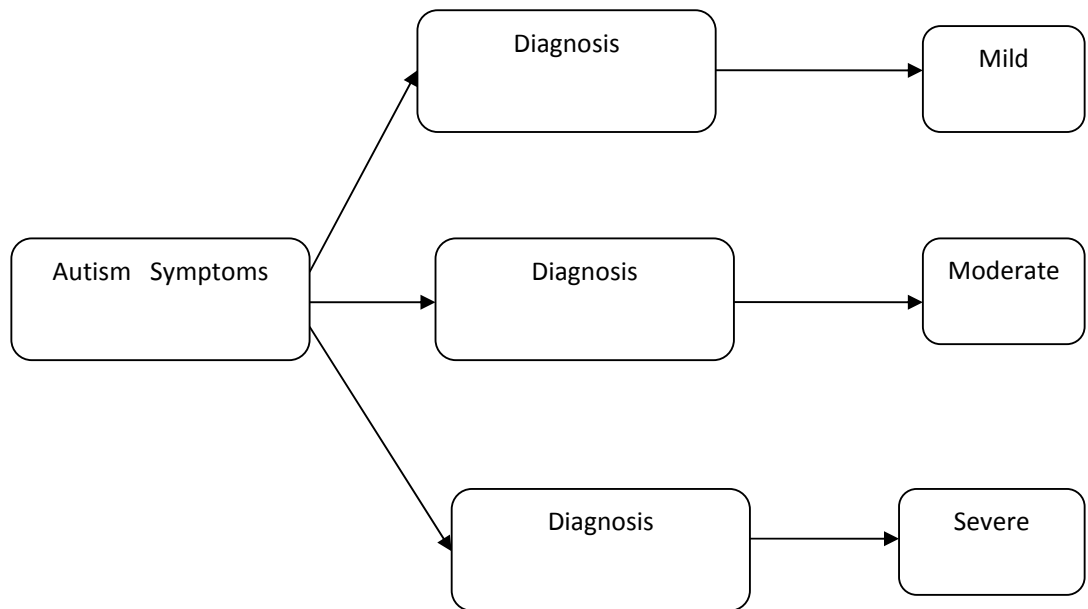 Diagnosis
Mild
Autism Symptoms
Diagnosis
Moderate
Diagnosis
Severe